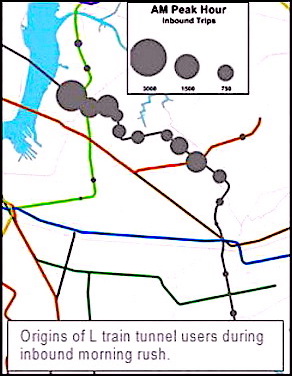 AM Peak Hour
Inbound Trips
3000 1500 750
Origins of L train tunnel users during
inbound morning rush.